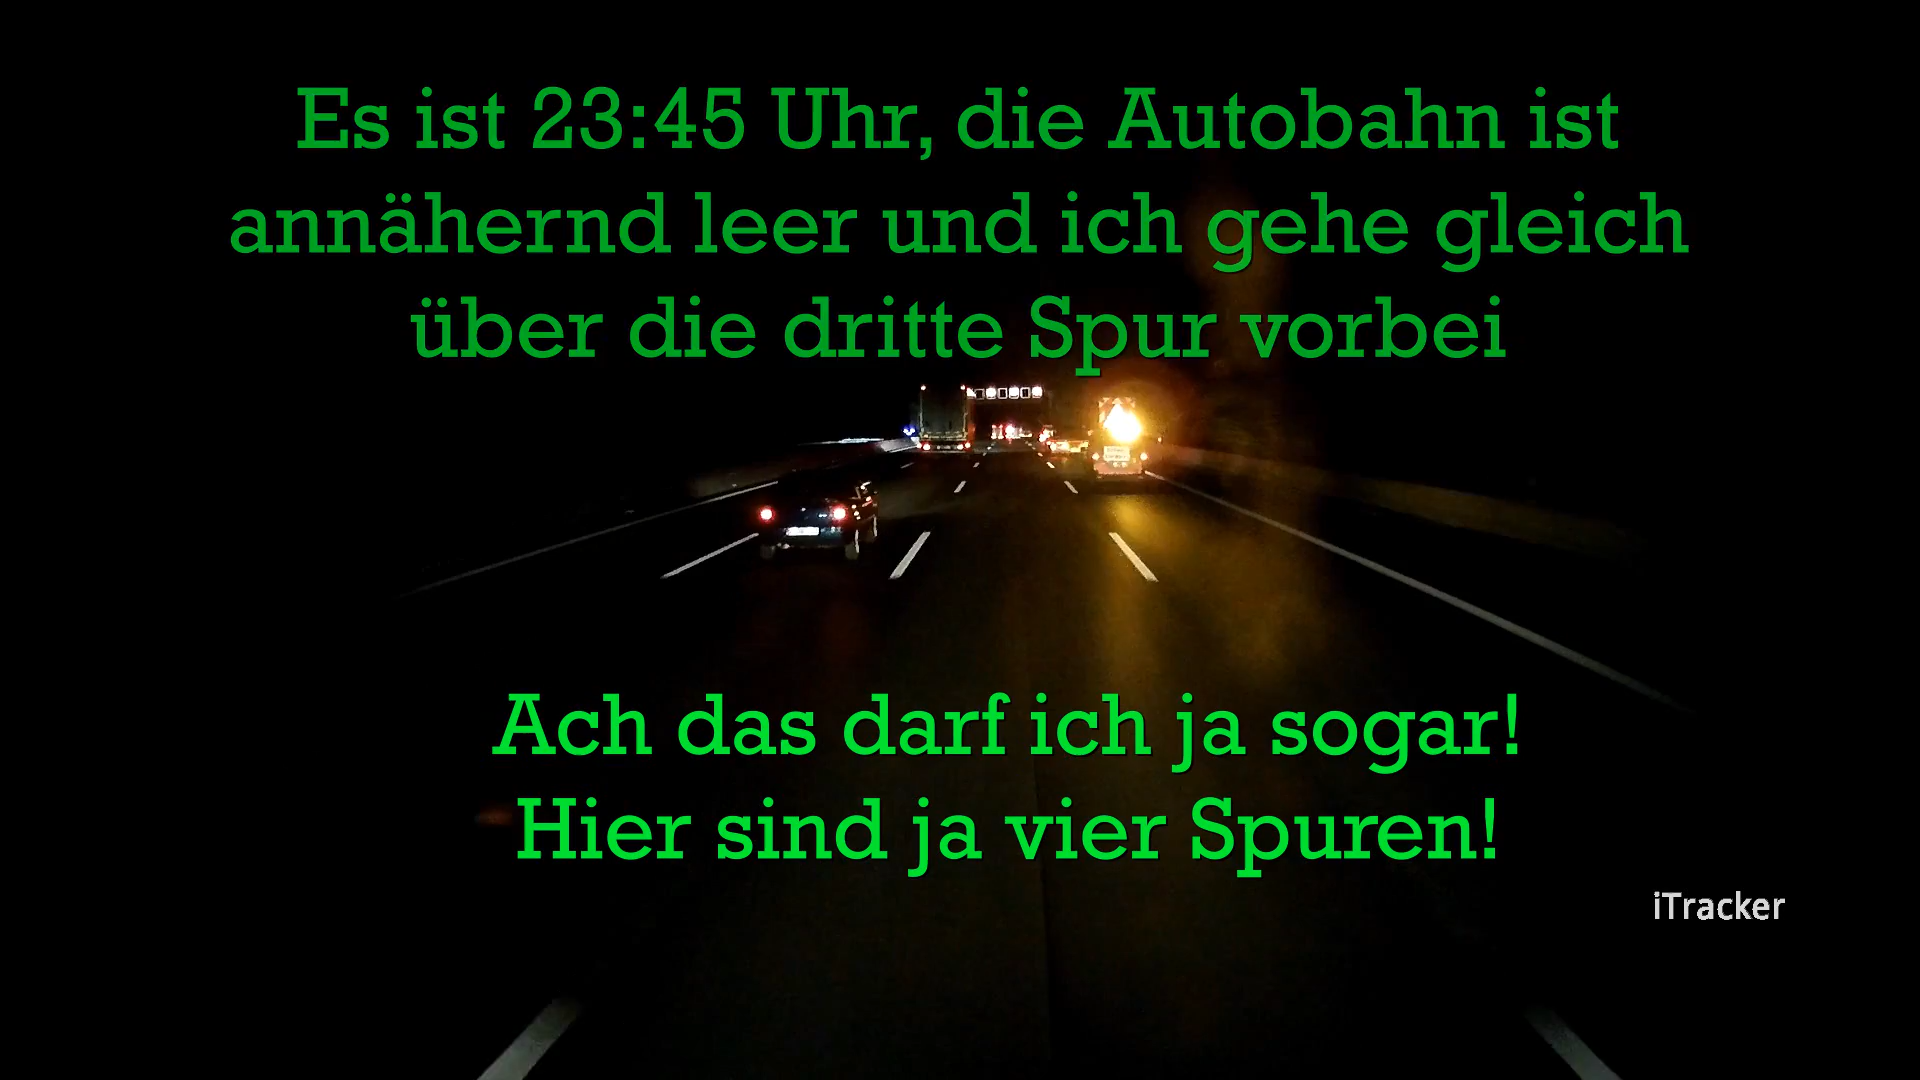 Es ist 23:45 Uhr, die Autobahn ist
annähernd leer und ich gehe gleich
über die dritte Spur vorbei
Ach das darf ich ja sogar!
Hier sind ja vier Spuren!
iTracker